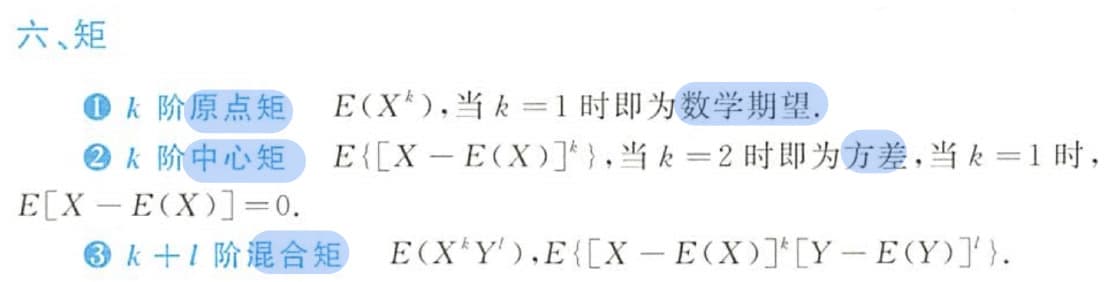 六、矩
❶ k 阶原点矩 E(X^k),当 k =1 时即为数学期望.
❷ k 阶中心矩 E{[X − E(X)]^k},当 k =2 时即为方差,当 k =1 时,
E[X − E(X)]=0.
❸ k + l 阶混合矩 E(X^k Y^l),E{[X − E(X)]^k[Y − E(Y)]^l}.